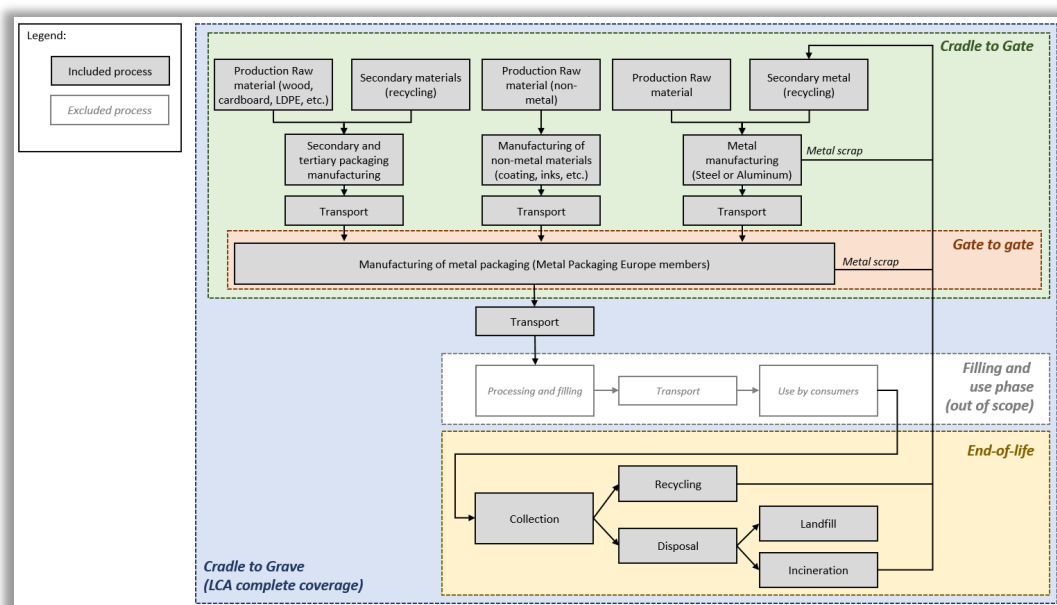 Legend:
Included process
Excluded process
Cradle to Gate
Production Raw
material (wood,
cardboard, LDPE, etc.)
Secondary materials
(recycling)
Production Raw
material (non-
metal)
Production Raw
material
Secondary metal
(recycling)
Secondary and
tertiary packaging
manufacturing
Manufacturing of
non-metal materials
(coating, inks, etc.)
Metal
manufacturing
(Steel or Aluminum)
Metal scrap
Transport
Transport
Transport
Gate to gate
Manufacturing of metal packaging (Metal Packaging Europe members)
Metal scrap
Transport
Filling and
use phase
(out of scope)
Processing and filling
Transport
Use by consumers
End-of-life
Recycling
Collection
Landfill
Disposal
Incineration
Cradle to Grave
(LCA complete coverage)